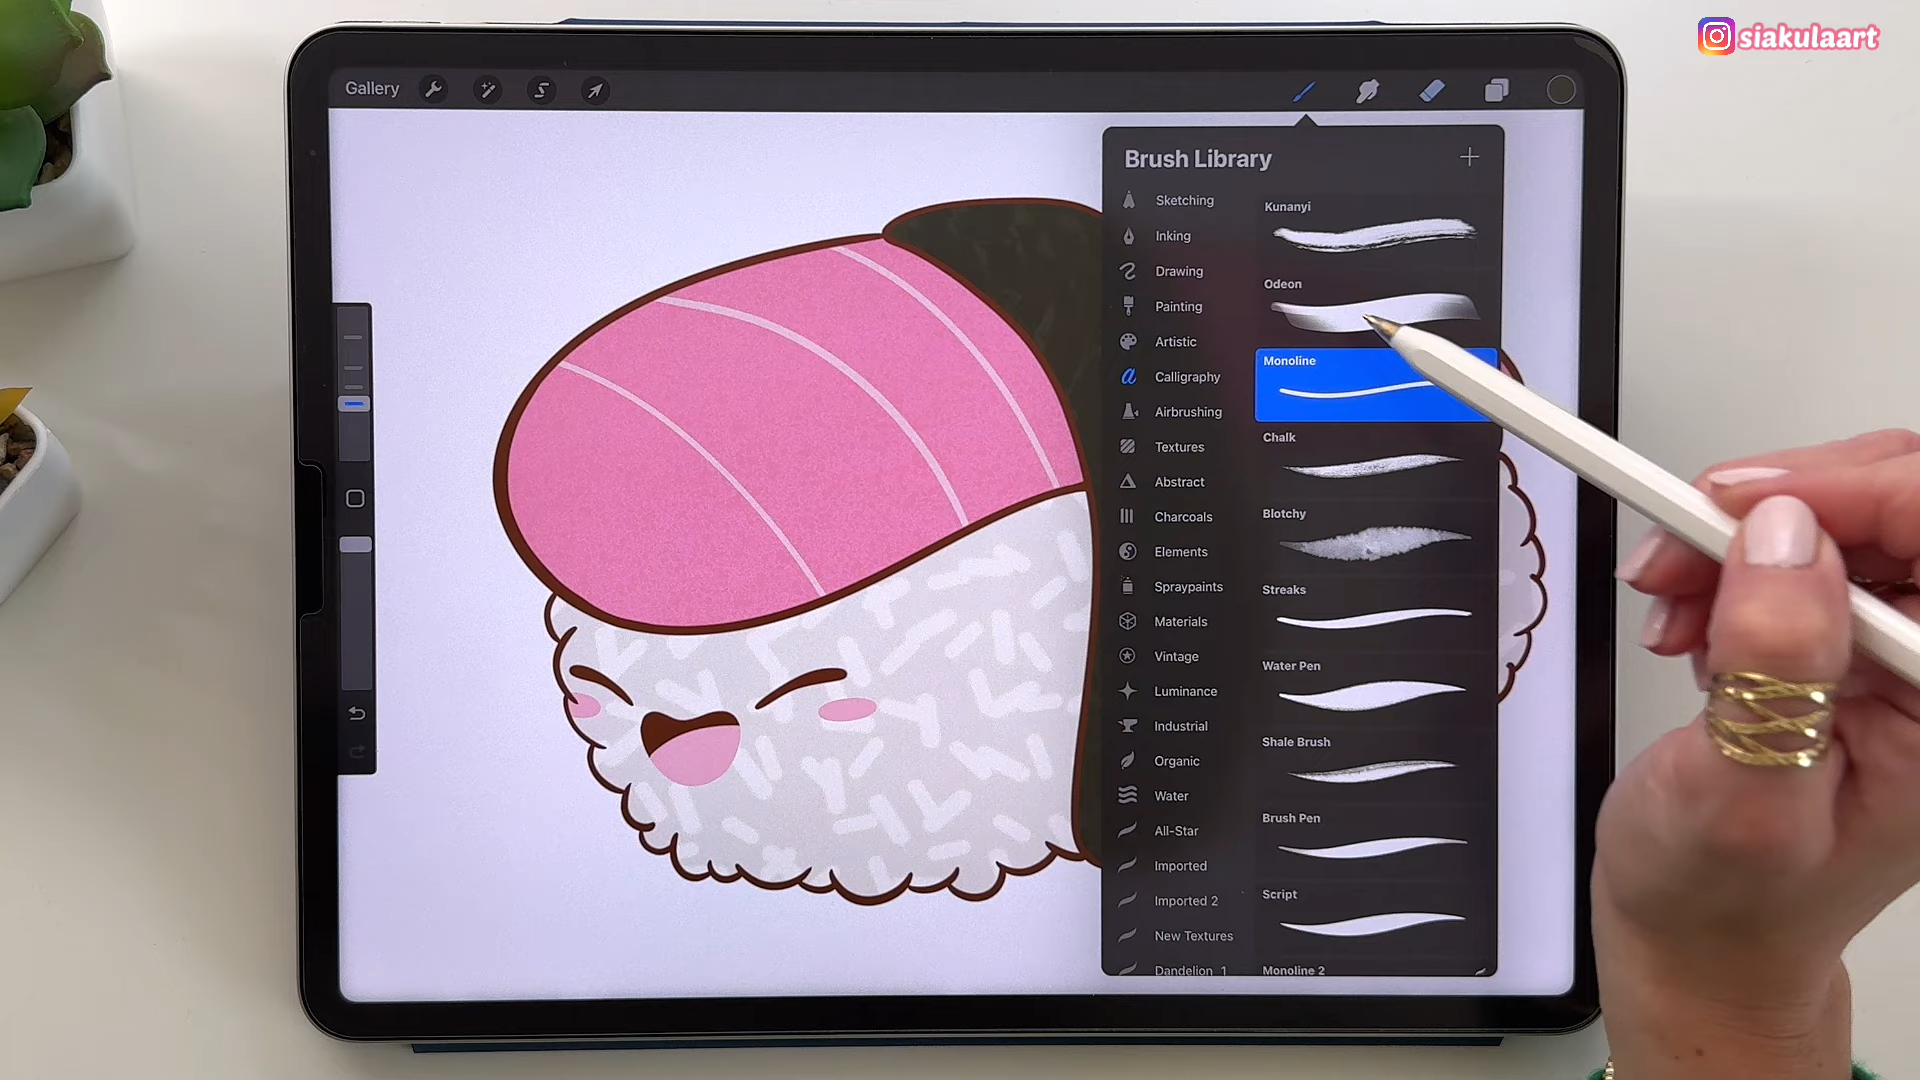 siakulaart
Gallery
Brush Library
Sketching
Inking
Drawing
Painting
Artistic
Calligraphy
Airbrushing
Textures
Abstract
Charcoals
Elements
Spraypaints
Materials
Vintage
Luminance
Industrial
Organic
Water
All-Star
Imported
Imported 2
New Textures
Dandelion_1
Kunanyi
Odeon
Monoline
Chalk
Blotchy
Streaks
Water Pen
Shale Brush
Brush Pen
Script
Monoline 2